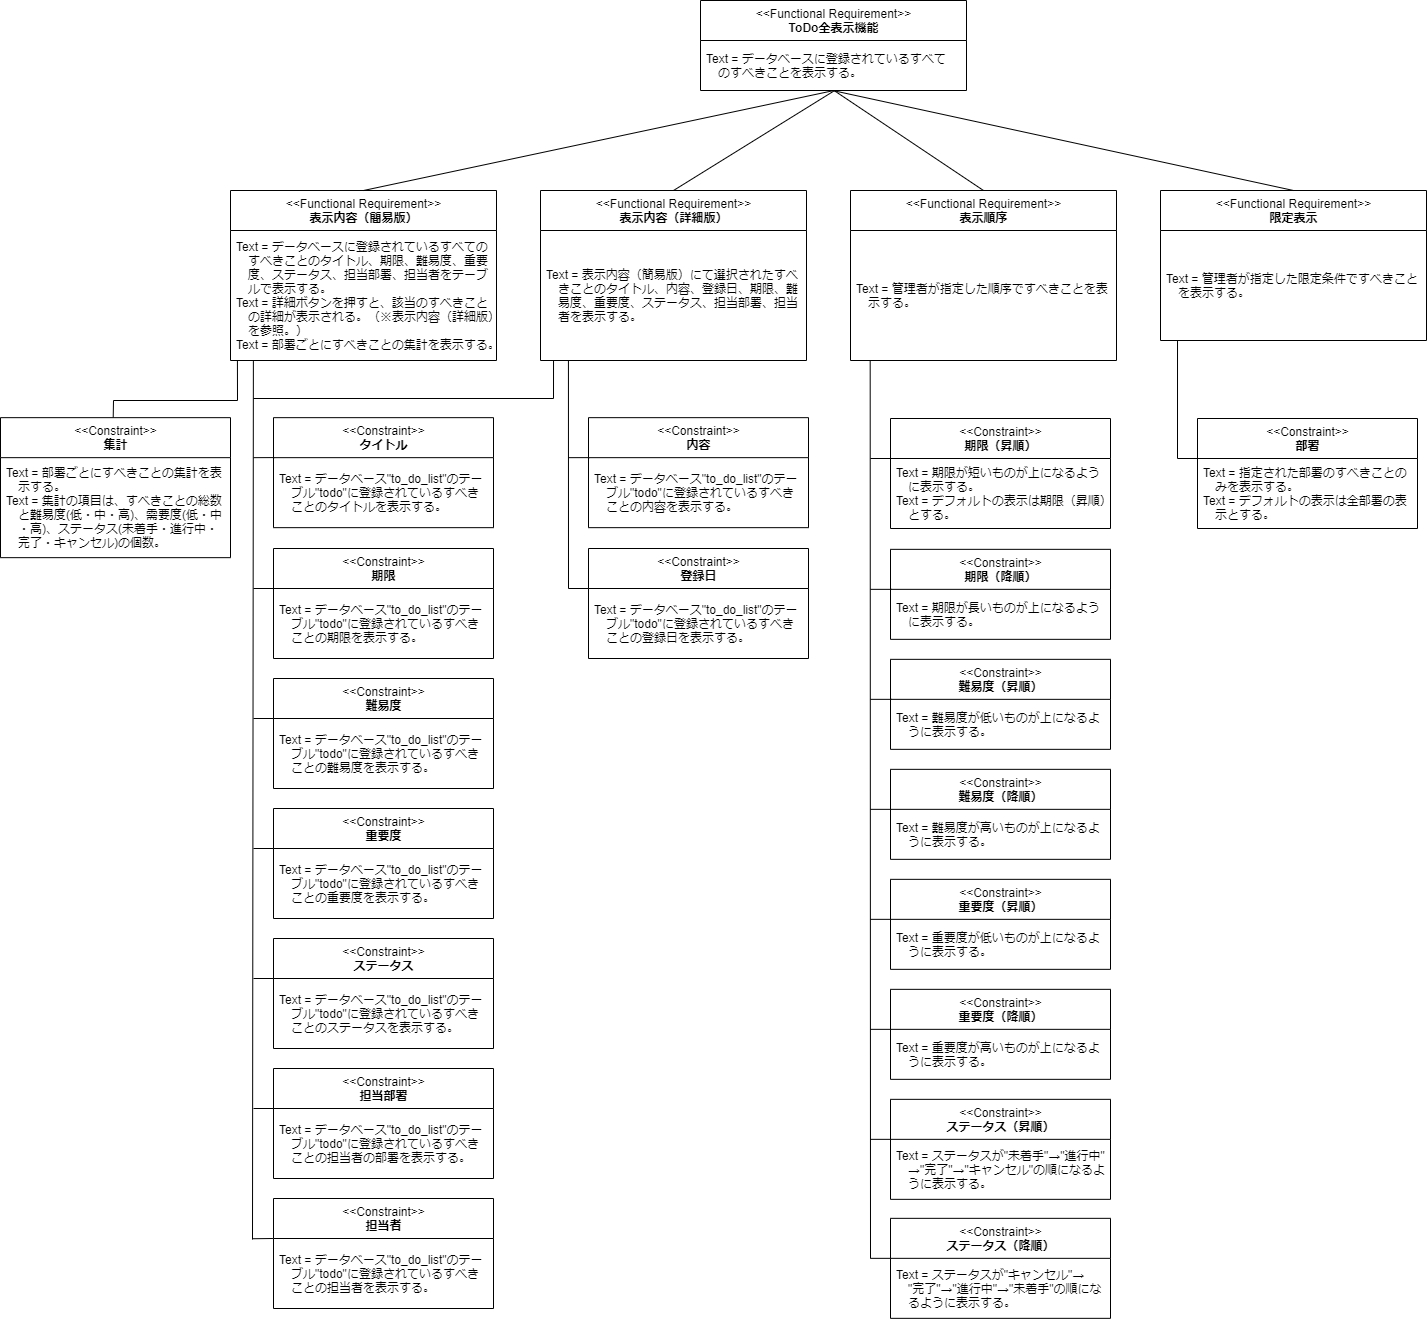 <<Functional Requirement>>
ToDo全表示機能
Text = データベースに登録されているすべて
のすべきことを表示する。
<<Functional Requirement>>
表示内容（簡易版）
Text = データベースに登録されているすべての
すべきことのタイトル、期限、難易度、重要
度、ステータス、担当部署、担当者をテーブ
ルで表示する。
Text = 詳細ボタンを押すと、該当のすべきこと
の詳細が表示される。（※表示内容（詳細版）
を参照。）
Text = 部署ごとにすべきことの集計を表示する。
<<Functional Requirement>>
表示内容（詳細版）
Text = 表示内容（簡易版）にて選択されたすべ
きことのタイトル、内容、登録日、期限、難
易度、重要度、ステータス、担当部署、担当
者を表示する。
<<Functional Requirement>>
表示順序
Text = 管理者が指定した順序ですべきことを表
示する。
<<Functional Requirement>>
限定表示
Text = 管理者が指定した限定条件ですべきこと
を表示する。
<<Constraint>>
集計
Text = 部署ごとにすべきことの集計を表
示する。
Text = 集計の項目は、すべきことの総数
と難易度(低・中・高)、需要度(低・中
・高)、ステータス(未着手・進行中・
完了・キャンセル)の個数。
<<Constraint>>
タイトル
Text = データベース"to_do_list"のテー
ブル"todo"に登録されているすべき
ことのタイトルを表示する。
<<Constraint>>
期限
Text = データベース"to_do_list"のテー
ブル"todo"に登録されているすべき
ことの期限を表示する。
<<Constraint>>
難易度
Text = データベース"to_do_list"のテー
ブル"todo"に登録されているすべき
ことの難易度を表示する。
<<Constraint>>
重要度
Text = データベース"to_do_list"のテー
ブル"todo"に登録されているすべき
ことの重要度を表示する。
<<Constraint>>
ステータス
Text = データベース"to_do_list"のテー
ブル"todo"に登録されているすべき
ことのステータスを表示する。
<<Constraint>>
担当部署
Text = データベース"to_do_list"のテー
ブル"todo"に登録されているすべき
ことの担当者の部署を表示する。
<<Constraint>>
担当者
Text = データベース"to_do_list"のテー
ブル"todo"に登録されているすべき
ことの担当者を表示する。
<<Constraint>>
内容
Text = データベース"to_do_list"のテー
ブル"todo"に登録されているすべき
ことの内容を表示する。
<<Constraint>>
登録日
Text = データベース"to_do_list"のテー
ブル"todo"に登録されているすべき
ことの登録日を表示する。
<<Constraint>>
期限（昇順）
Text = 期限が短いものが上になるよう
に表示する。
Text = デフォルトの表示は期限（昇順）
とする。
<<Constraint>>
期限（降順）
Text = 期限が長いものが上になるよう
に表示する。
<<Constraint>>
難易度（昇順）
Text = 難易度が低いものが上になるよ
うに表示する。
<<Constraint>>
難易度（降順）
Text = 難易度が高いものが上になるよ
うに表示する。
<<Constraint>>
重要度（昇順）
Text = 重要度が低いものが上になるよ
うに表示する。
<<Constraint>>
重要度（降順）
Text = 重要度が高いものが上になるよ
うに表示する。
<<Constraint>>
ステータス（昇順）
Text = ステータスが"未着手"→"進行中"
→"完了"→"キャンセル"の順になるよ
うに表示する。
<<Constraint>>
ステータス（降順）
Text = ステータスが"キャンセル"→
"完了"→"進行中"→"未着手"の順にな
るように表示する。
<<Constraint>>
部署
Text = 指定された部署のすべきことの
みを表示する。
Text = デフォルトの表示は全部署の表
示とする。